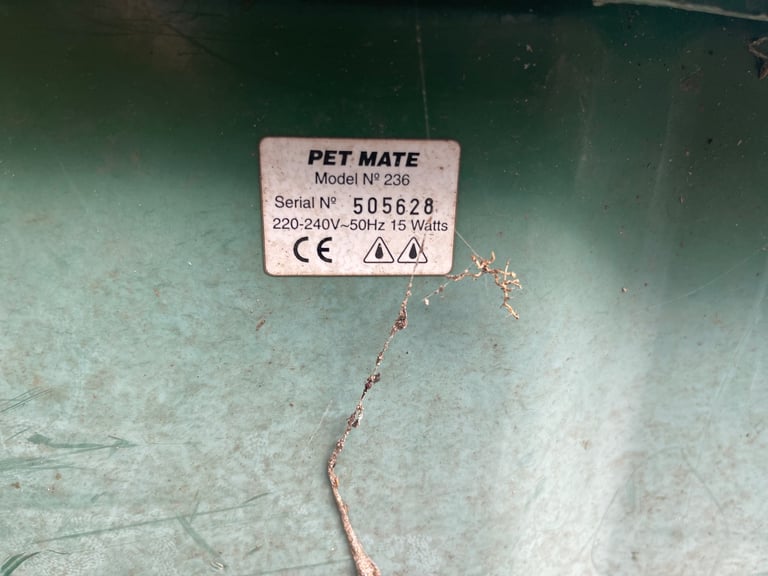 PET MATE
Model Nº 236
Serial Nº 505628
220-240V~50Hz 15 Watts
CE